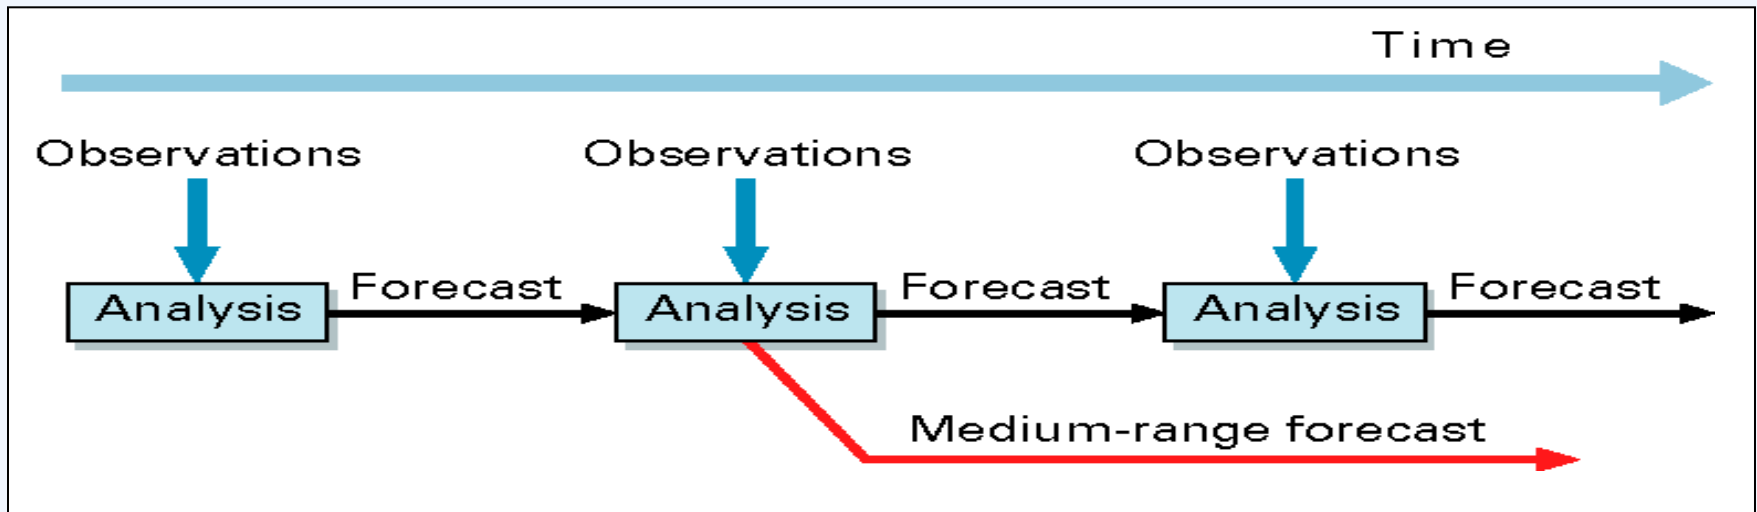 Time
Observations Observations Observations
Analysis Forecast Analysis Forecast Analysis Forecast
Medium-range forecast